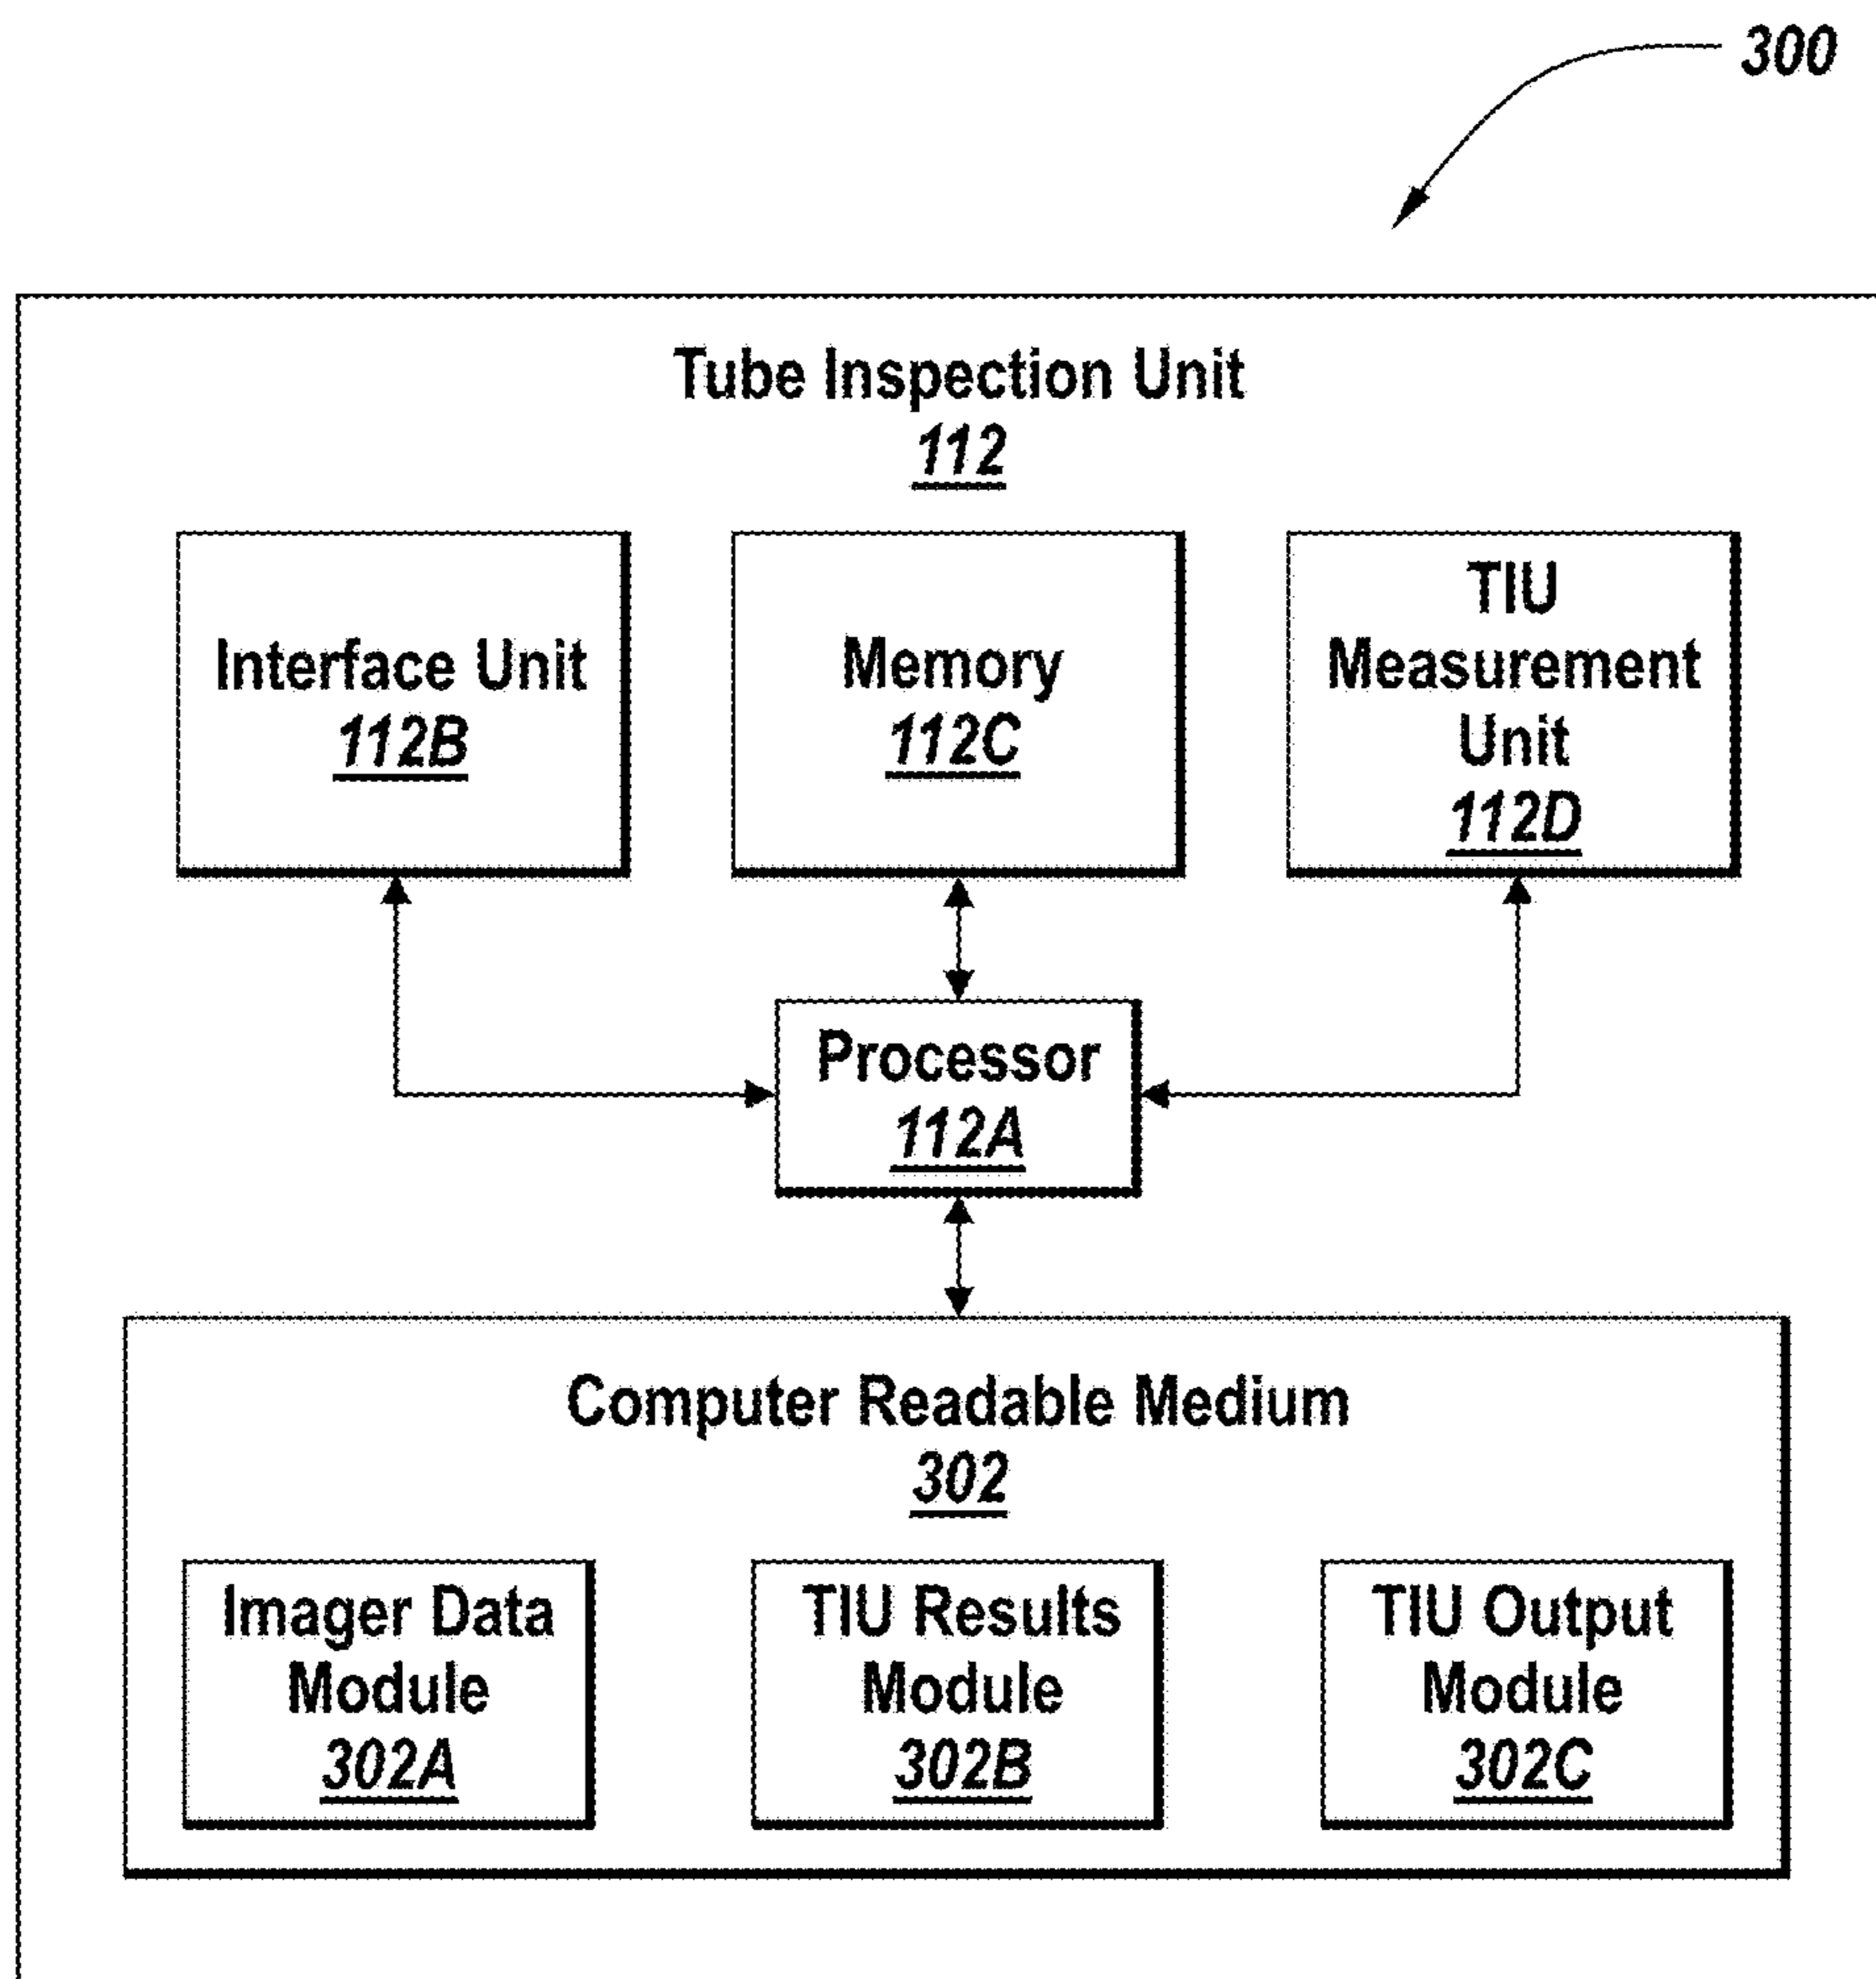 300
Tube Inspection Unit
112
Interface Unit
112B
Memory
112C
TIU
Measurement
Unit
112D
Processor
112A
Computer Readable Medium
302
Imager Data
Module
302A
TIU Results
Module
302B
TIU Output
Module
302C